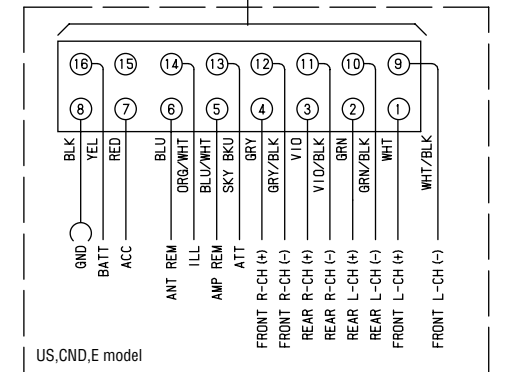 16 15 14 13 12 11 10 9
8 7 6 5 4 3 2 1
BLK
YEL
RED
BLU
ORG/WHT
BLU/WHT
SKY BKU
GRY
GRY/BLK
VIO
VIO/BLK
GRN
GRN/BLK
WHT
WHT/BLK
GND
BATT
ACC
ANT REM
ILL
AMP REM
ATT
FRONT R-CH (+)
FRONT R-CH (-)
REAR R-CH (+)
REAR R-CH (-)
REAR L-CH (+)
REAR L-CH (-)
FRONT L-CH (+)
FRONT L-CH (-)
US,CND,E model